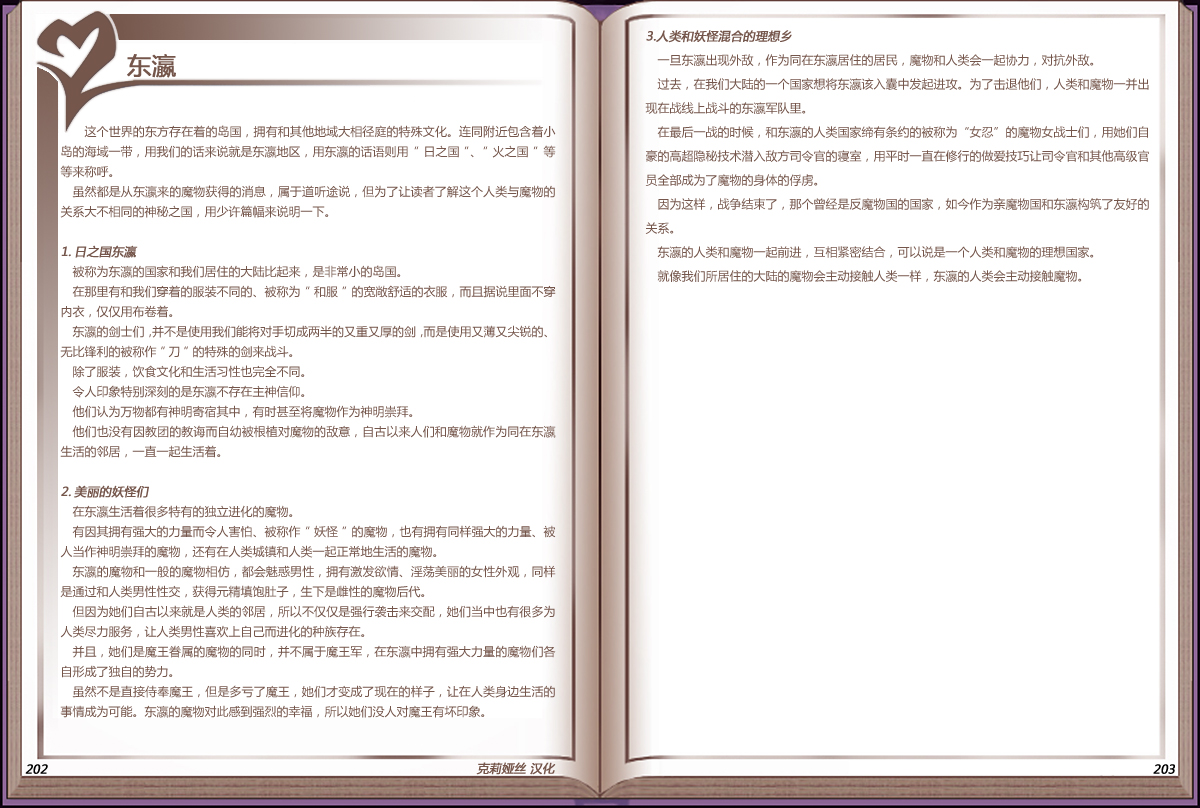 东瀛
这个世界的东方存在着的岛国，拥有和其他地域大相径庭的特殊文化。连同附近包含着小
岛的海域一带，用我们的话来说就是东瀛地区，用东瀛的话语则用“ 日之国 ”、“ 火之国 ” 等
等来称呼。
虽然都是从东瀛来的魔物获得的消息，属于道听途说，但为了让读者了解这个人类与魔物的
关系大不相同的神秘之国，用少许篇幅来说明一下。
1. 日之国东瀛
被称为东瀛的国家和我们居住的大陆比起来，是非常小的岛国。
在那里有和我们穿着的服装不同的、被称为“ 和服 ”的宽敞舒适的衣服，而且据说里面不穿
内衣，仅仅用布卷着。
东瀛的剑士们，并不是使用我们能将对手切成两半的又重又厚的剑，而是使用又薄又尖锐的、
无比锋利的被称作“ 刀 ”的特殊的剑来战斗。
除了服装，饮食文化和生活习性也完全不同。
令人印象特别深刻的是东瀛不存在主神信仰。
他们认为万物都有神明寄宿其中，有时甚至将魔物作为神明崇拜。
他们也没有因教团的教诲而自幼被根植对魔物的敌意，自古以来人们和魔物就作为同在东瀛
生活的邻居，一直一起生活着。
2. 美丽的妖怪们
在东瀛生活着很多特有的独立进化的魔物。
有因其拥有强大的力量而令人害怕、被称作“ 妖怪 ”的魔物，也有拥有同样强大的力量、被
人当作神明崇拜的魔物，还有在人类城镇和人类一起正常地生活的魔物。
东瀛的魔物和一般的魔物相仿，都会魅惑男性，拥有激发欲情、淫荡美丽的女性外观，同样
是通过和人类男性性交，获得元精填饱肚子，生下是雌性的魔物后代。
但因为她们自古以来就是人类的邻居，所以不仅仅是强行袭击来交配，她们当中也有很多为
人类尽力服务，让人类男性喜欢上自己而进化的种族存在。
并且，她们是魔王眷属的魔物的同时，并不属于魔王军，在东瀛中拥有强大力量的魔物们各
自形成了独自的势力。
虽然不是直接侍奉魔王，但是多亏了魔王，她们才变成了现在的样子，让在人类身边生活的
事情成为可能。东瀛的魔物对此感到强烈的幸福，所以她们没人对魔王有坏印象。
202
克莉娅丝 汉化
3.人类和妖怪混合的理想乡
一旦东瀛出现外敌，作为同在东瀛居住的居民，魔物和人类会一起协力，对抗外敌。
过去，在我们大陆的一个国家想将东瀛该入囊中发起进攻。为了击退他们，人类和魔物一并出
现在战线上战斗的东瀛军队里。
在最后一战的时候，和东瀛的人类国家缔有条约的被称为“女忍”的魔物女战士们，用她们自
豪的高超隐秘技术潜入敌方司令官的寝室，用平时一直在修行的做爱技巧让司令官和其他高级官
员全部成为了魔物的身体的俘虏。
因为这样，战争结束了，那个曾经是反魔物国的国家，如今作为亲魔物国和东瀛构筑了友好的
关系。
东瀛的人类和魔物一起前进，互相紧密结合，可以说是一个人类和魔物的理想国家。
就像我们所居住的大陆的魔物会主动接触人类一样，东瀛的人类会主动接触魔物。
203